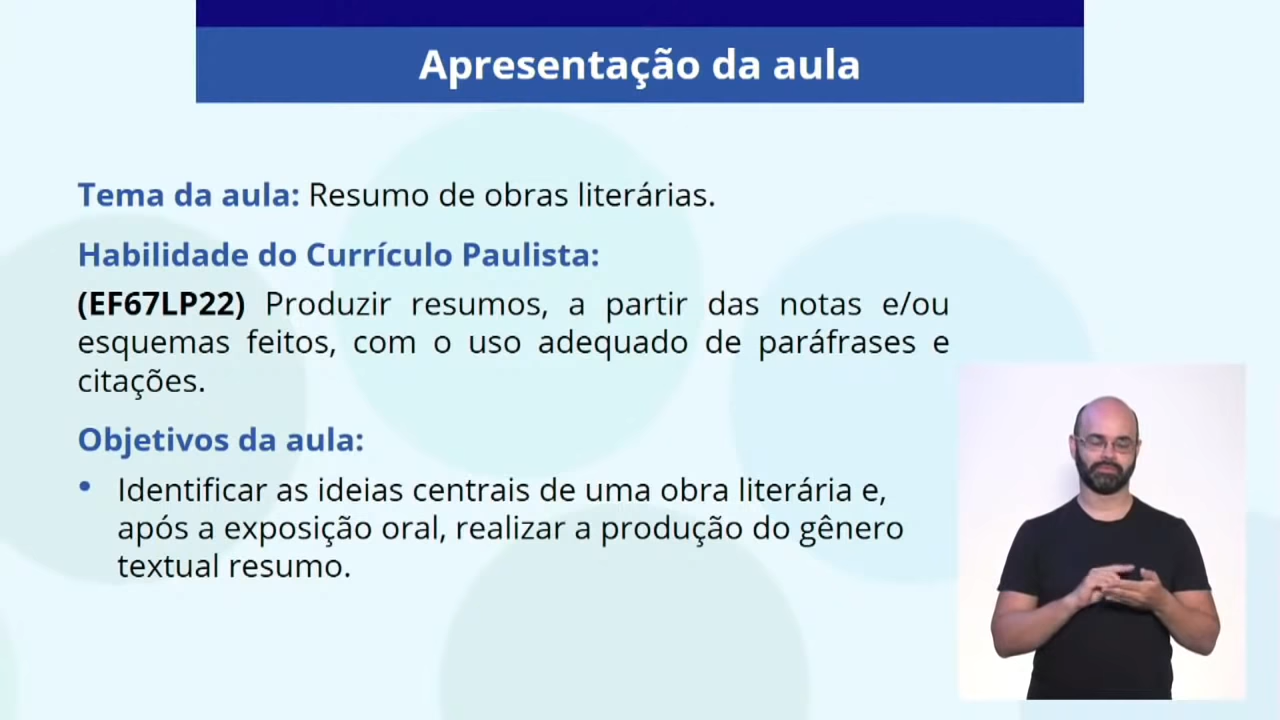 Apresentação da aula
Tema da aula: Resumo de obras literárias.
Habilidade do Currículo Paulista:
(EF67LP22) Produzir resumos, a partir das notas e/ou
esquemas feitos, com o uso adequado de paráfrases e
citações.
Objetivos da aula:
• Identificar as ideias centrais de uma obra literária e,
após a exposição oral, realizar a produção do gênero
textual resumo.